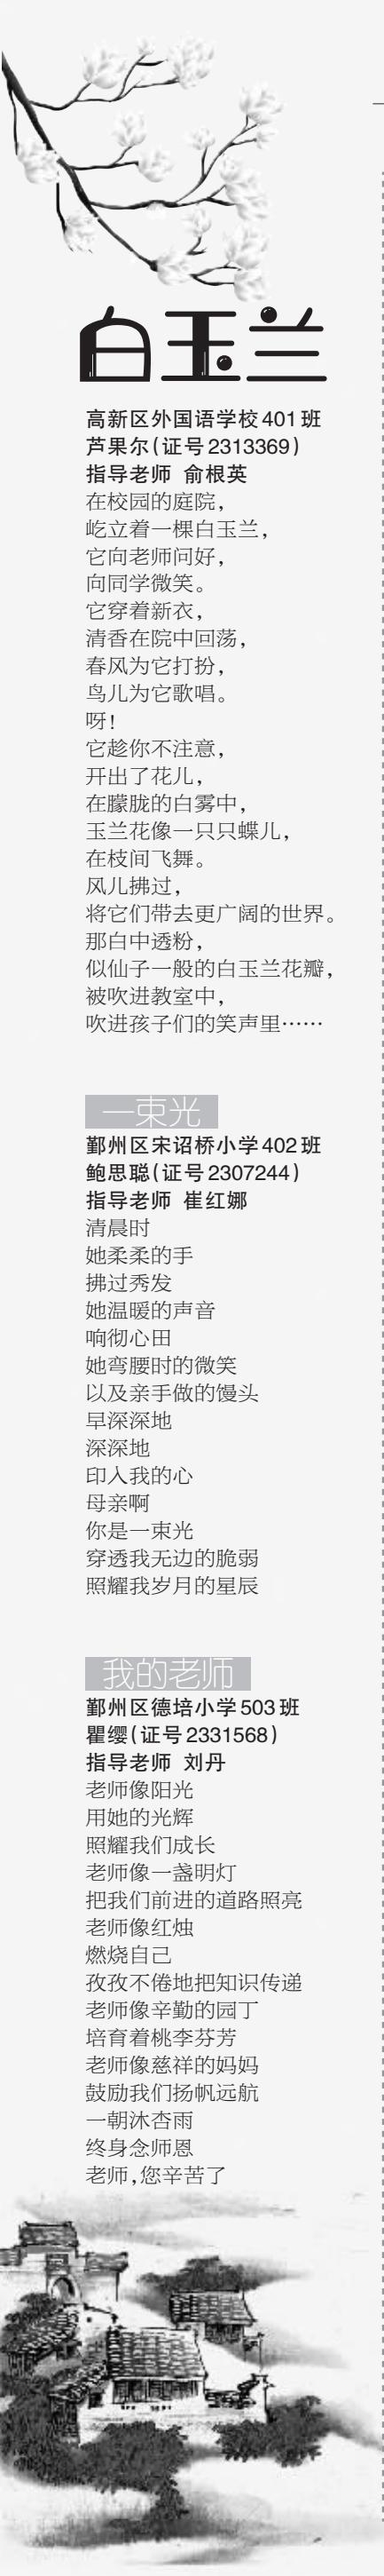 白玉兰
高新区外国语学校401班
芦果尔(证号2313369)
指导老师 俞根英
在校园的庭院，
屹立着一棵白玉兰，
它向老师问好，
向同学微笑。
它穿着新衣，
清香在院中回荡，
春风为它打扮，
鸟儿为它歌唱。
呀！
它趁你不注意，
开出了花儿，
在朦胧的白雾中，
玉兰花像一只只蝶儿，
在枝间飞舞。
风儿拂过，
将它们带去更广阔的世界。
那白中透粉，
似仙子一般的白玉兰花瓣，
被吹进教室中，
吹进孩子们的笑声里……
一束光
鄞州区宋诏桥小学402班
鲍思聪(证号2307244)
指导老师 崔红娜
清晨时
她柔柔的手
拂过秀发
她温暖的声音
响彻心田
她弯腰时的微笑
以及亲手做的馒头
早深深地
深深地
印入我的心
母亲啊
你是一束光
穿透我无边的脆弱
照耀我岁月的星辰
我的老师
鄞州区德培小学503班
瞿缨(证号2331568)
指导老师 刘丹
老师像阳光
用她的光辉
照耀我们成长
老师像一盏明灯
把我们前进的道路照亮
老师像红烛
燃烧自己
孜孜不倦地把知识传递
老师像辛勤的园丁
培育着桃李芬芳
老师像慈祥的妈妈
鼓励我们扬帆远航
一朝沐杏雨
终身念师恩
老师，您辛苦了